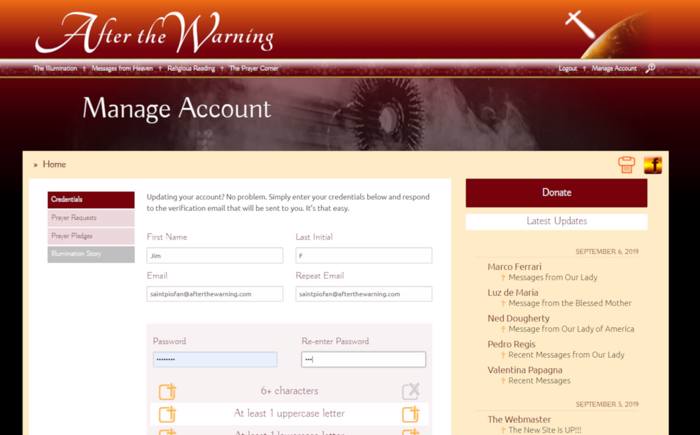 After the Warning
The Illumination † Messages from Heaven † Religious Reading † The Prayer Corner
Logout † Manage Account
Manage Account
» Home
f
Credentials
Prayer Requests
Prayer Pledges
Illumination Story
Updating your account? No problem. Simply enter your credentials below and respond
to the verification email that will be sent to you. It's that easy.
First Name
Last Initial
Jim
F
Email
Repeat Email
saintpiofan@afterthewarning.com
saintpiofan@afterthewarning.com
Password
Re-enter Password
••••••••
•••
6+ characters
At least 1 uppercase letter
At least 1 lowercase letter
Donate
Latest Updates
SEPTEMBER 6, 2019
Marco Ferrari
† Messages from Our Lady
Luz de Maria
† Message from the Blessed Mother
Ned Dougherty
† Message from Our Lady of America
Pedro Regis
† Recent Messages from Our Lady
Valentina Papagna
† Recent Messages
SEPTEMBER 5, 2019
The Webmaster
† The New Site is UP!!!